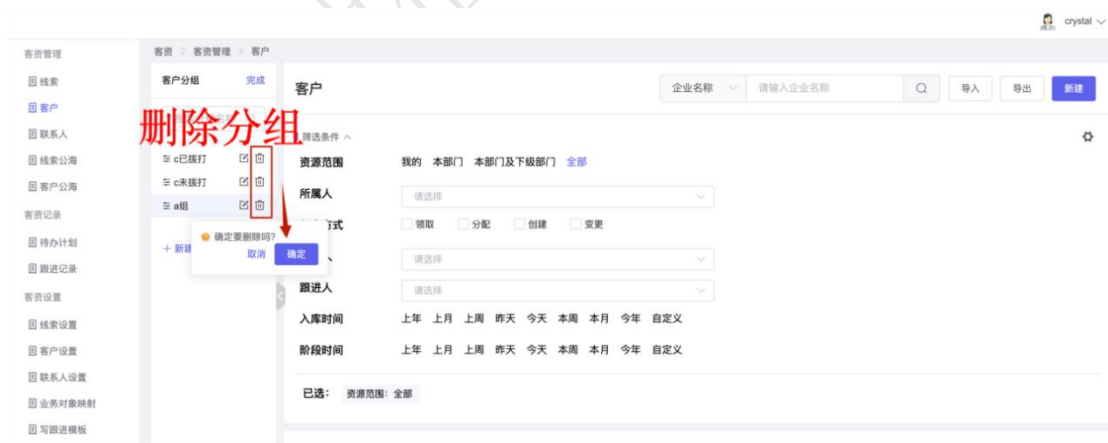 crystal
客资管理
线索
客户
联系人
线索公海
客户公海
客资记录
待办计划
跟进记录
客资设置
线索设置
客户设置
联系人设置
业务对象映射
写跟进模板
客资 > 客资管理 > 客户
客户分组 完成
删除分组
c已拨打
c未拨打
a组
+ 新建
确定要删除吗?
取消 确定
客户
企业名称 请输入企业名称 导入 导出 新建
筛选条件
资源范围 我的 本部门 本部门及下级部门 全部
所属人 请选择
方式 领取 分配 创建 变更
人 请选择
跟进人 请选择
入库时间 上年 上月 上周 昨天 今天 本周 本月 今年 自定义
阶段时间 上年 上月 上周 昨天 今天 本周 本月 今年 自定义
已选： 资源范围：全部